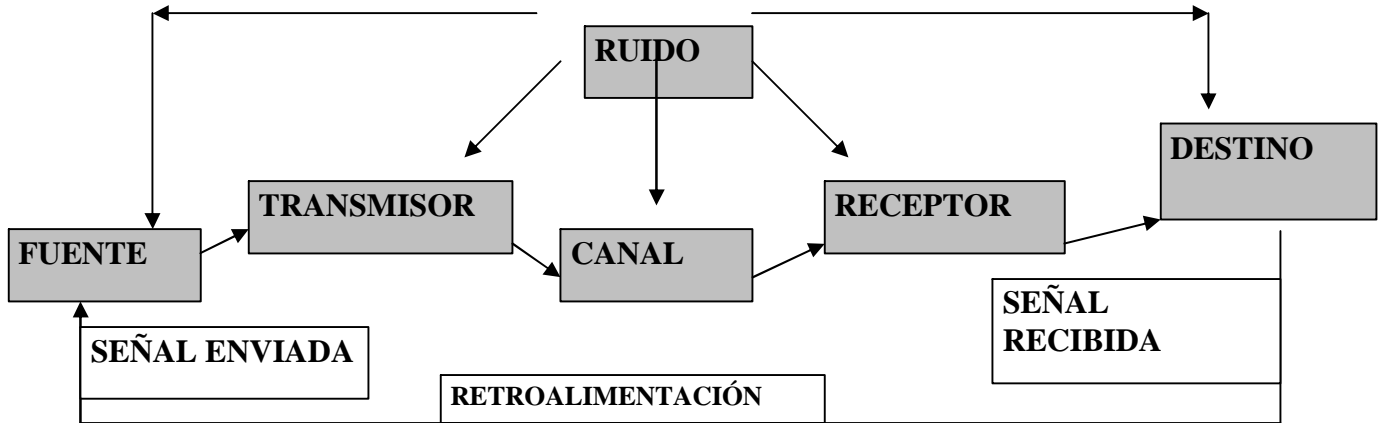 RUIDO
DESTINO
TRANSMISOR
RECEPTOR
FUENTE
CANAL
SEÑAL
RECIBIDA
SEÑAL ENVIADA
RETROALIMENTACIÓN